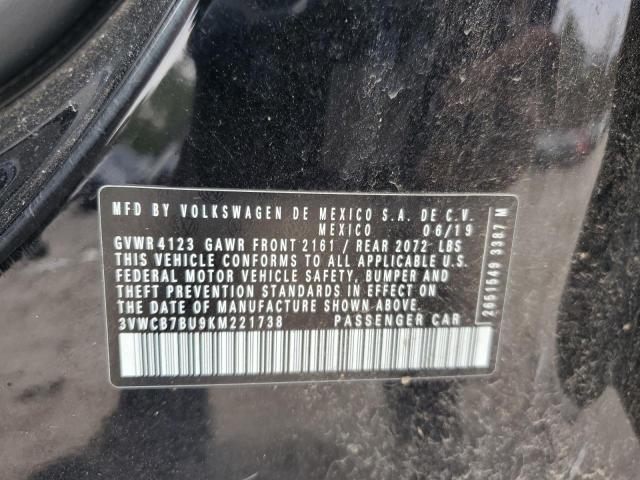 MFD BY VOLKSWAGEN DE MEXICO S.A. DE C.V.
MEXICO 06/19
GVWR 4123 GAWR FRONT 2161 / REAR 2072 LBS
THIS VEHICLE CONFORMS TO ALL APPLICABLE U.S.
FEDERAL MOTOR VEHICLE SAFETY, BUMPER AND
THEFT PREVENTION STANDARDS IN EFFECT ON
THE DATE OF MANUFACTURE SHOWN ABOVE.
3VWCB7BU9KM221738 PASSENGER CAR
2651549 3387 M